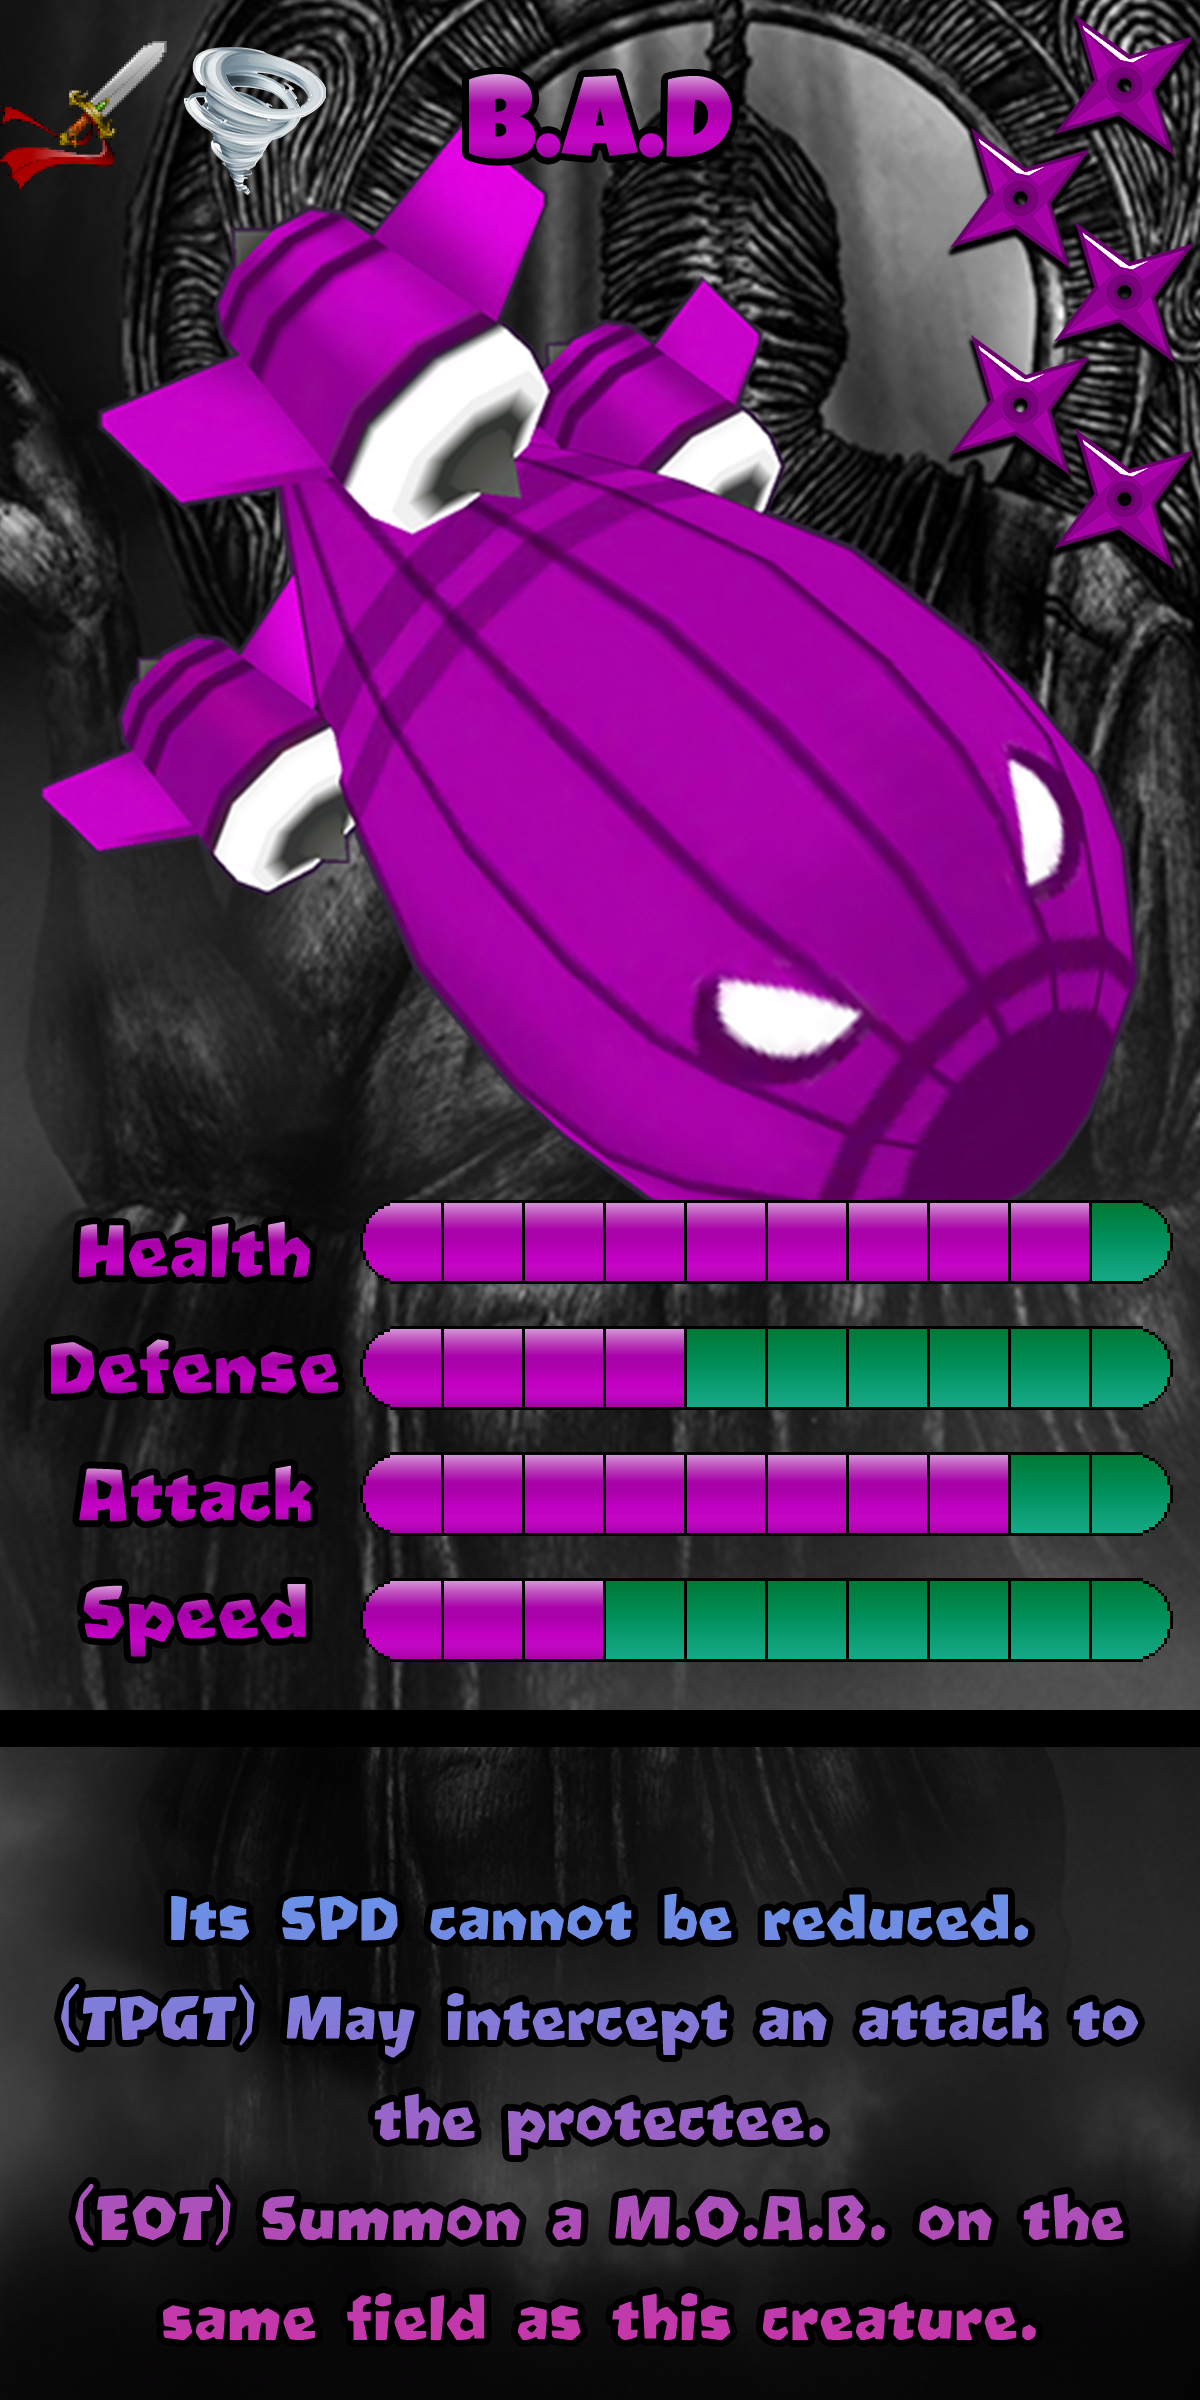 B.A.D
Health
Defense
Attack
Speed
Its SPD cannot be reduced.
(TPGT) May intercept an attack to
the protectee.
(EOT) Summon a M.O.A.B. on the
same field as this creature.